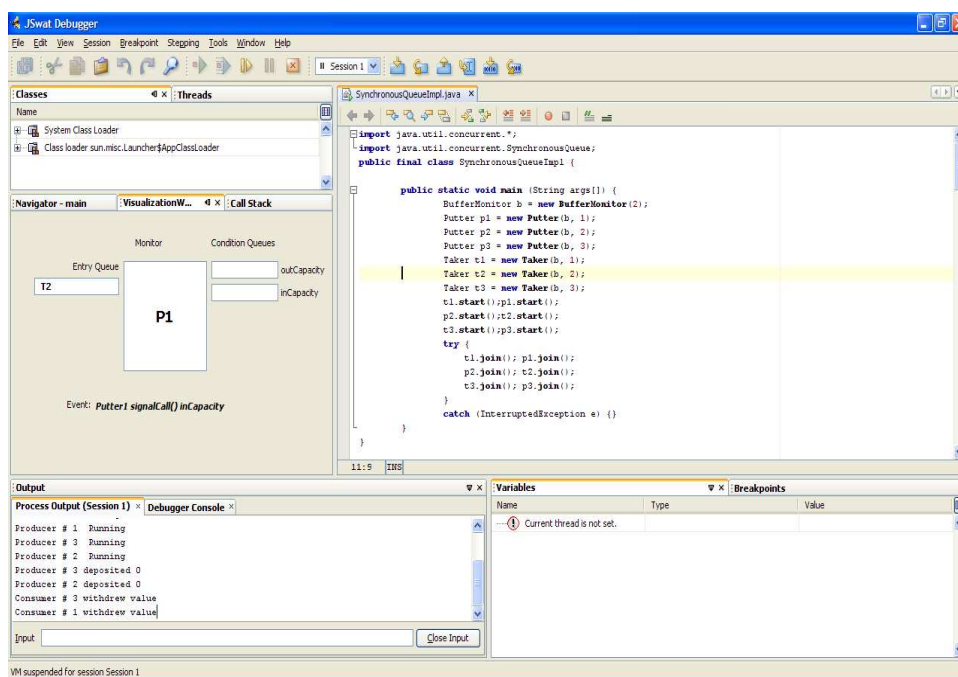 JSwat Debugger
File Edit View Session Breakpoint Stepping Tools Window Help
Session 1
Classes × Threads
Name
System Class Loader
Class loader sun.misc.Launcher$AppClassLoader
Navigator - main VisualizationW... × Call Stack
Monitor Condition Queues
Entry Queue
outCapacity
T2
inCapacity
P1
Event: Putter1 signalCall() inCapacity
SynchronousQueueImpl.java ×
import java.util.concurrent.*;
import java.util.concurrent.SynchronousQueue;
public final class SynchronousQueueImpl {
public static void main (String args[]) {
BufferMonitor b = new BufferMonitor(2);
Putter p1 = new Putter(b, 1);
Putter p2 = new Putter(b, 2);
Putter p3 = new Putter(b, 3);
Taker t1 = new Taker(b, 1);
Taker t2 = new Taker(b, 2);
Taker t3 = new Taker(b, 3);
t1.start();p1.start();
p2.start();t2.start();
t3.start();p3.start();
try {
t1.join(); p1.join();
p2.join(); t2.join();
t3.join(); p3.join();
}
catch (InterruptedException e) {}
}
}
11:9 INS
Output ×
Process Output (Session 1) × Debugger Console ×
Producer # 1 Running
Producer # 3 Running
Producer # 2 Running
Producer # 3 deposited 0
Producer # 2 deposited 0
Consumer # 3 withdrew value
Consumer # 1 withdrew value
Input Close Input
Variables × Breakpoints
Name Type Value
Current thread is not set.
VM suspended for session Session 1